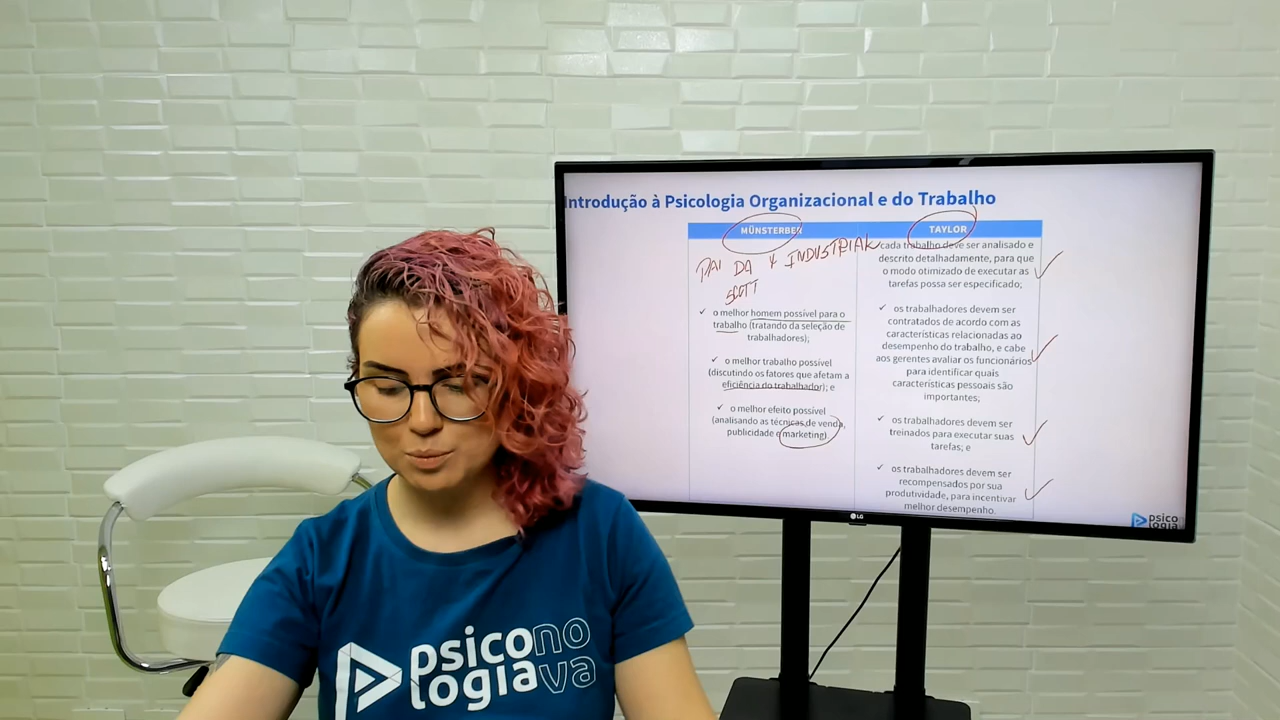 Introdução à Psicologia Organizacional e do Trabalho
MÜNSTERBER
TAYLOR
PAI DA Ψ INDUSTRIAL
SCOTT
✓ o melhor homem possível para o
trabalho (tratando da seleção de
trabalhadores);
✓ o melhor trabalho possível
(discutindo os fatores que afetam a
eficiência do trabalhador); e
✓ o melhor efeito possível
(analisando as técnicas de venda,
publicidade e marketing)
cada trabalho deve ser analisado e
descrito detalhadamente, para que
o modo otimizado de executar as
tarefas possa ser especificado;
✓ os trabalhadores devem ser
contratados de acordo com as
características relacionadas ao
desempenho do trabalho, e cabe
aos gerentes avaliar os funcionários
para identificar quais
características pessoais são
importantes;
✓ os trabalhadores devem ser
treinados para executar suas
tarefas; e
✓ os trabalhadores devem ser
recompensados por sua
produtividade, para incentivar
melhor desempenho.
psico
logia
LG
psicono
logiava